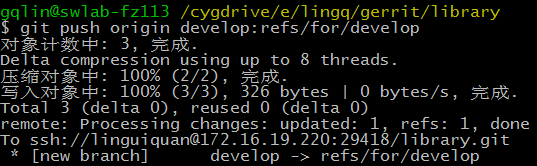 gqlin@swlab-fz113 /cygdrive/e/lingq/gerrit/library
$ git push origin develop:refs/for/develop
对象计数中: 3, 完成.
Delta compression using up to 8 threads.
压缩对象中: 100% (2/2), 完成.
写入对象中: 100% (3/3), 326 bytes | 0 bytes/s, 完成.
Total 3 (delta 0), reused 0 (delta 0)
remote: Processing changes: updated: 1, refs: 1, done
To ssh://linguiquan@172.16.19.220:29418/library.git
 * [new branch]      develop -> refs/for/develop